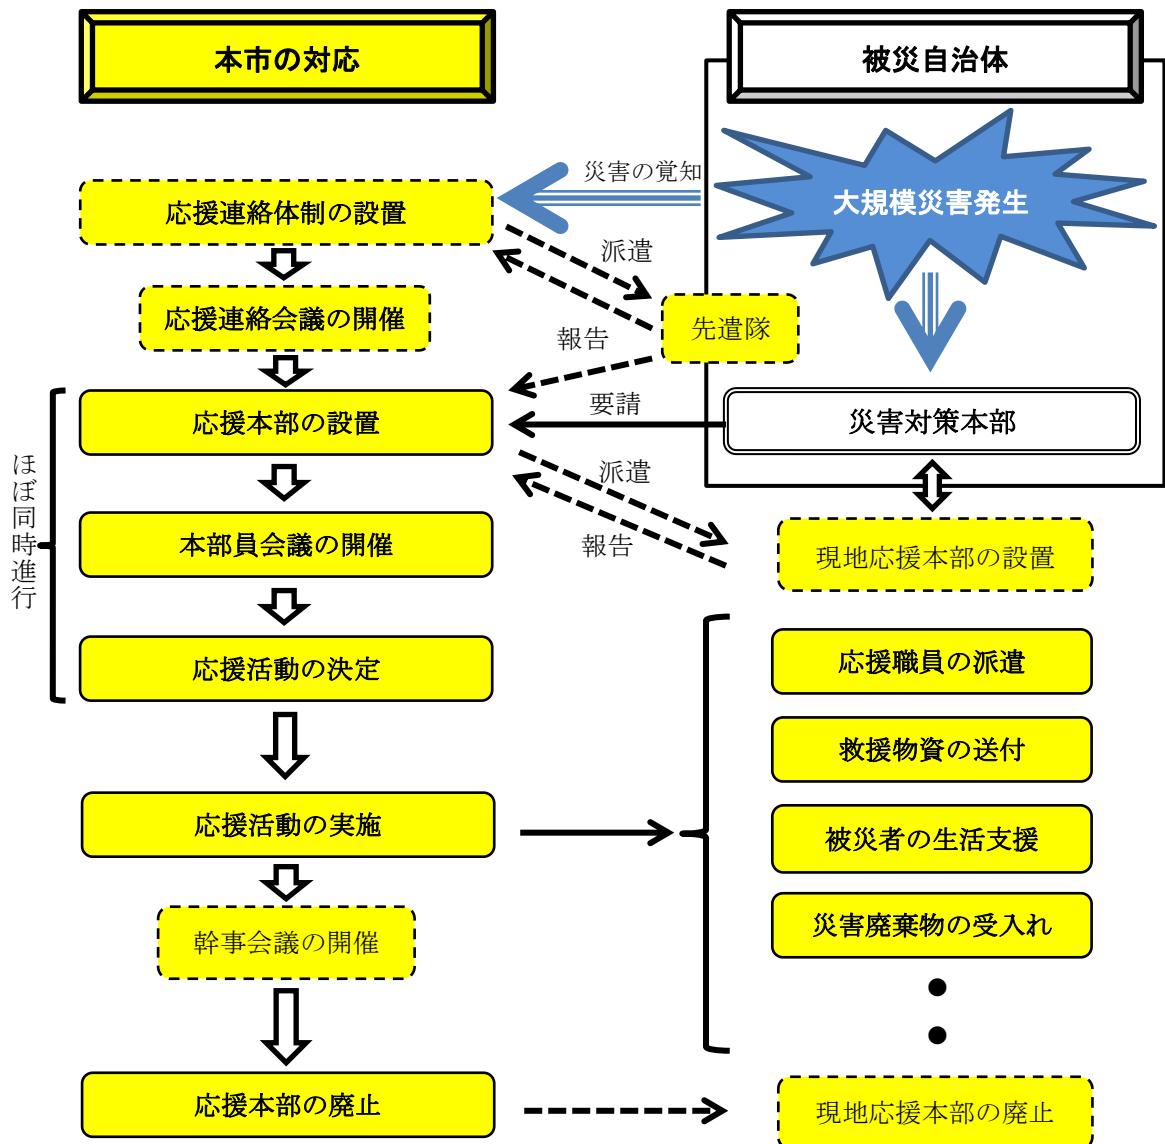 本市の対応
被災自治体
災害の覚知
大規模災害発生
応援連絡体制の設置
派遣
応援連絡会議の開催
先遣隊
報告
要請
応援本部の設置
災害対策本部
派遣
ほぼ同時進行
本部員会議の開催
報告
現地応援本部の設置
応援活動の決定
応援職員の派遣
救援物資の送付
応援活動の実施
被災者の生活支援
災害廃棄物の受入れ
幹事会議の開催
応援本部の廃止
現地応援本部の廃止